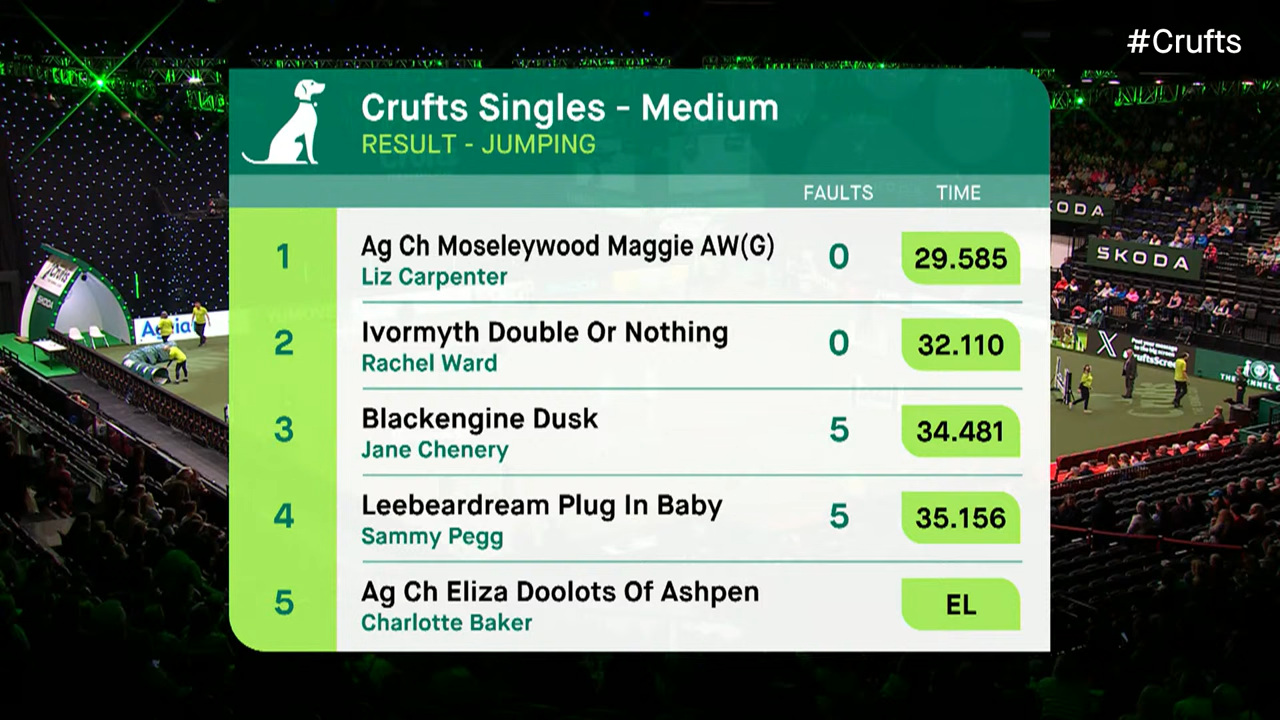 #Crufts
Crufts Singles - Medium
RESULT - JUMPING
FAULTS TIME
1 Ag Ch Moseleywood Maggie AW(G) 0 29.585
Liz Carpenter
2 Ivormyth Double Or Nothing 0 32.110
Rachel Ward
3 Blackengine Dusk 5 34.481
Jane Chenery
4 Leebeardream Plug In Baby 5 35.156
Sammy Pegg
5 Ag Ch Eliza Doolots Of Ashpen EL
Charlotte Baker
ŠKODA
ŠKODA
SKODA
X